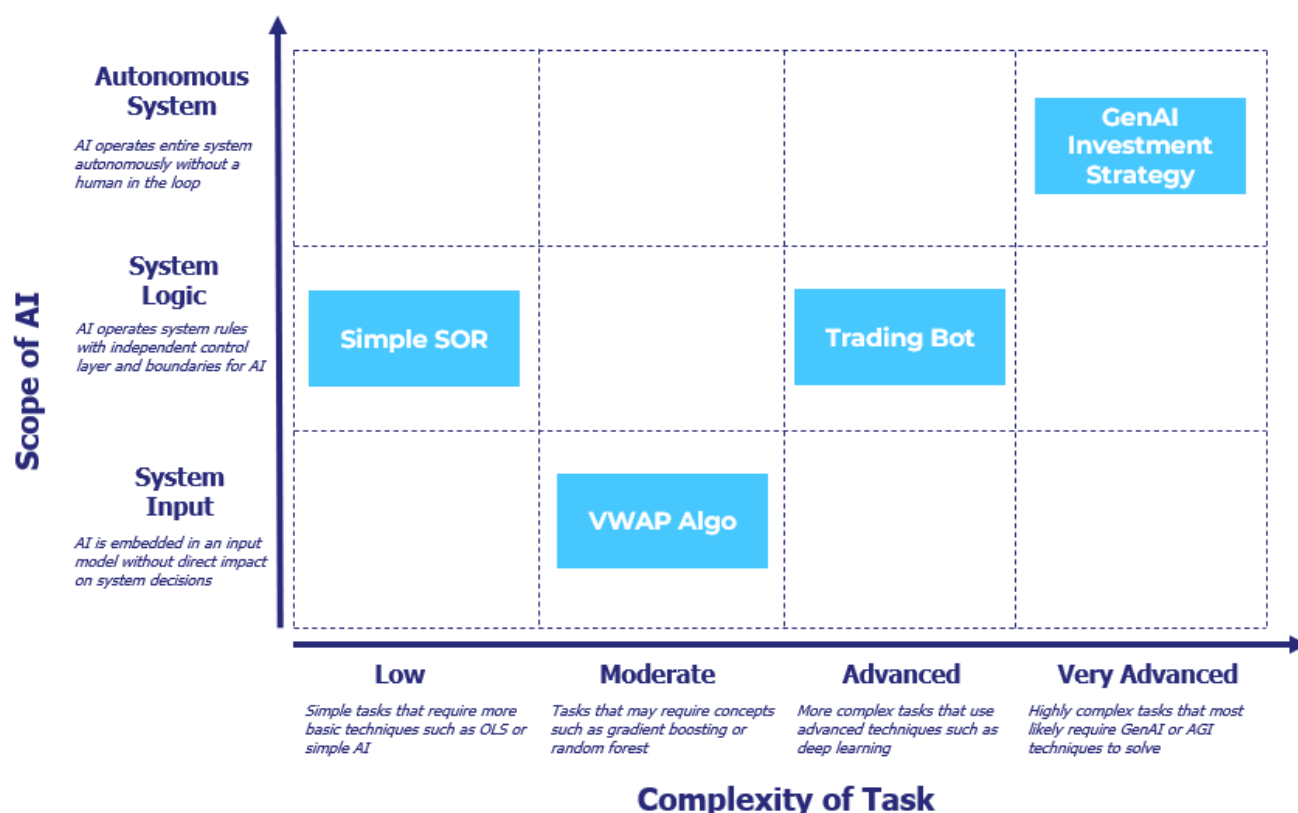 Autonomous
System
AI operates entire system
autonomously without a
human in the loop
GenAI
Investment
Strategy
Scope of AI
System
Logic
AI operates system rules
with independent control
layer and boundaries for AI
Simple SOR
Trading Bot
System
Input
AI is embedded in an input
model without direct impact
on system decisions
VWAP Algo
Low
Simple tasks that require more
basic techniques such as OLS or
simple AI
Moderate
Tasks that may require concepts
such as gradient boosting or
random forest
Advanced
More complex tasks that use
advanced techniques such as
deep learning
Very Advanced
Highly complex tasks that most
likely require GenAI or AGI
techniques to solve
Complexity of Task